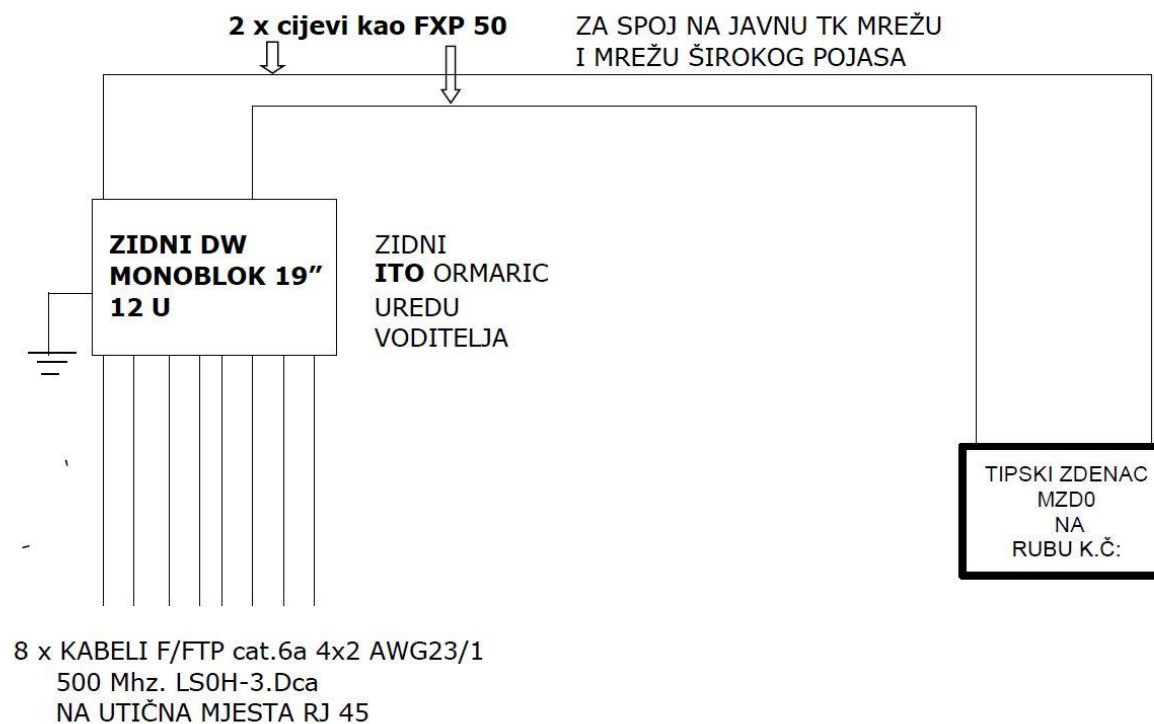 2 x cijevi kao FXP 50
ZA SPOJ NA JAVNU TK MREŽU
I MREŽU ŠIROKOG POJASA
ZIDNI DW
MONOBLOK 19”
12 U
ZIDNI
ITO ORMARIC
UREDU
VODITELJA
TIPSKI ZDENAC
MZD0
NA
RUBU K.Č:
8 x KABELI F/FTP cat.6a 4x2 AWG23/1
500 Mhz. LS0H-3.Dca
NA UTIČNA MJESTA RJ 45